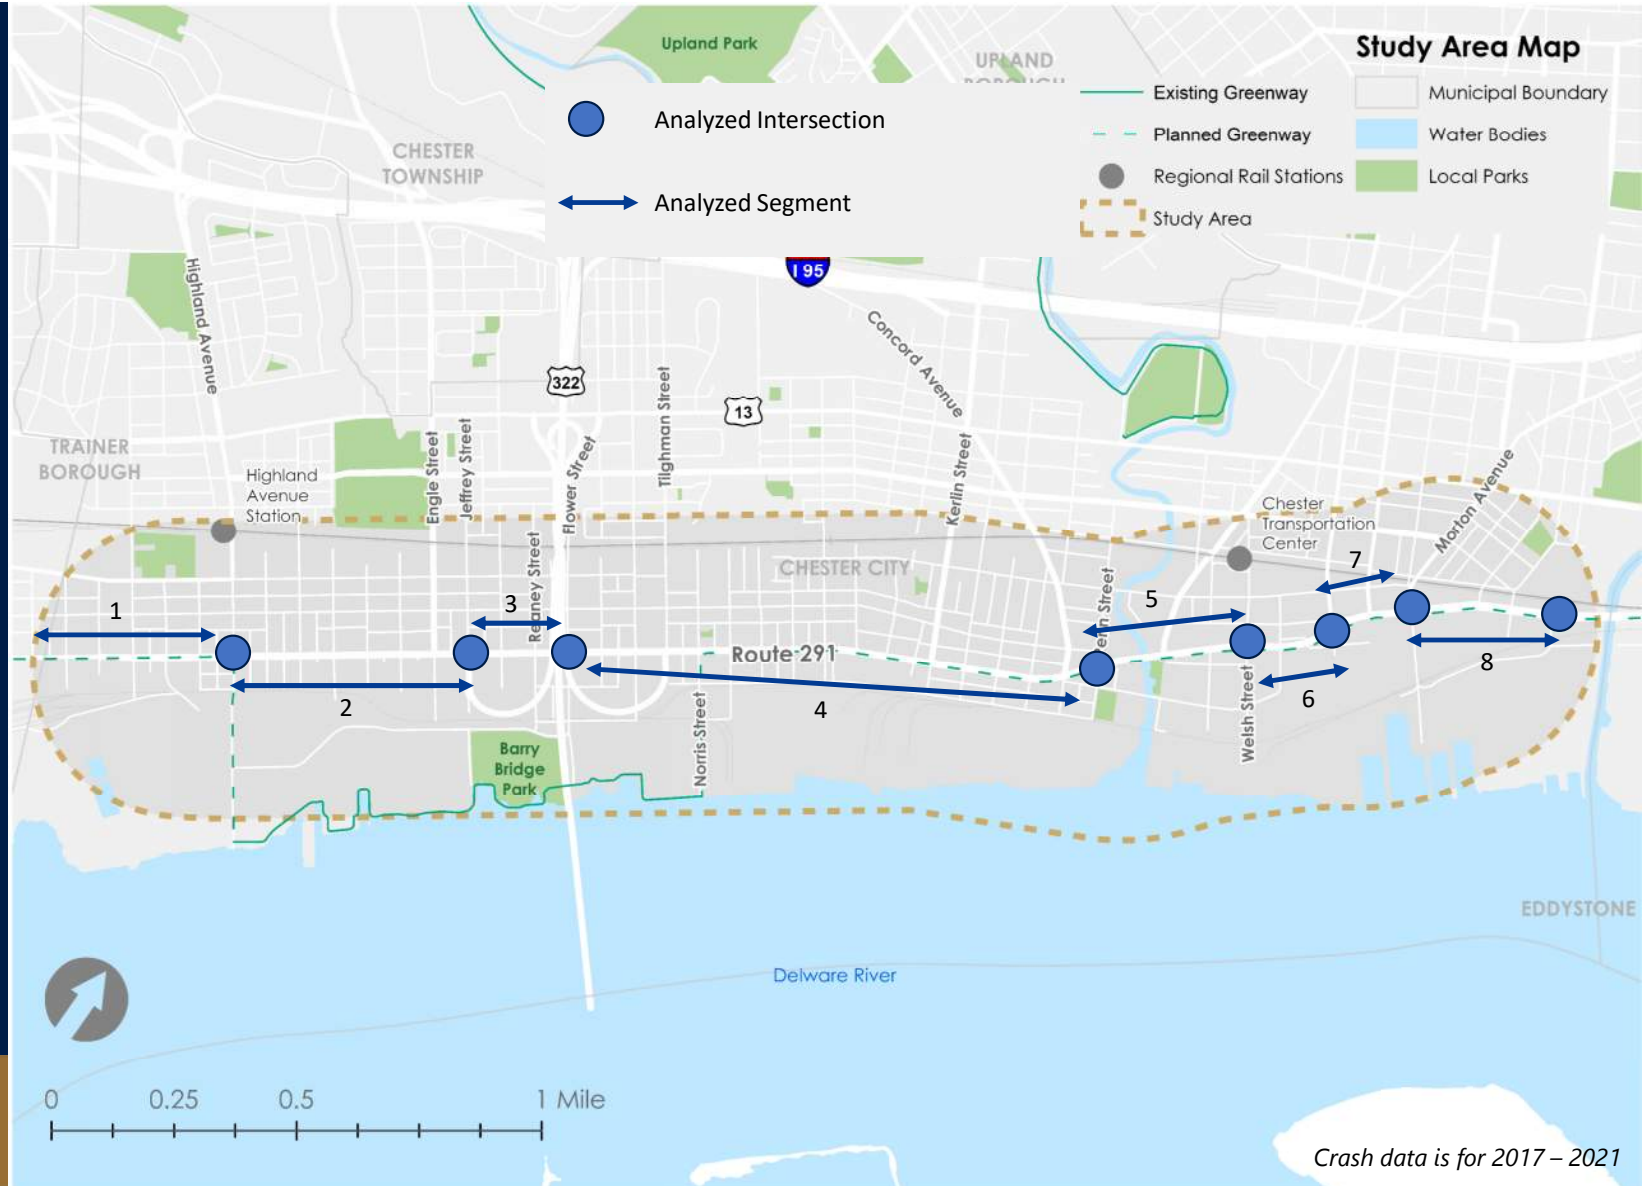 Study Area Map
Upland Park
UPLAND
BOROUGH
Analyzed Intersection
Analyzed Segment
Existing Greenway
Planned Greenway
Regional Rail Stations
Study Area
Municipal Boundary
Water Bodies
Local Parks
CHESTER
TOWNSHIP
I 95
Highland Avenue
Concord Avenue
322
13
Tilghman Street
TRAINER
BOROUGH
Highland
Avenue
Station
Engle Street
Jeffrey Street
Flower Street
Kerlin Street
Morton Avenue
Chester
Transportation
Center
Reaney Street
CHESTER CITY
Street
1
2
3
4
5
6
7
8
Route 291
Norris Street
Welsh Street
Barry
Bridge
Park
EDDYSTONE
Delware River
0 0.25 0.5 1 Mile
Crash data is for 2017 – 2021